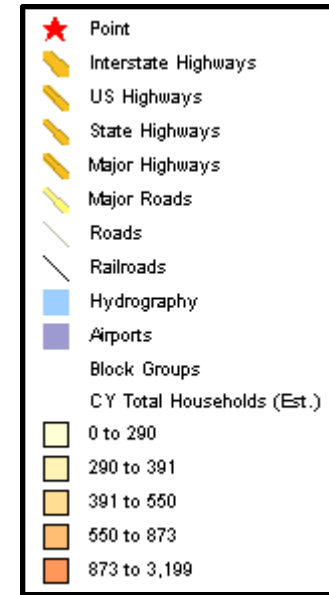 Point
Interstate Highways
US Highways
State Highways
Major Highways
Major Roads
Roads
Railroads
Hydrography
Airports
Block Groups
CY Total Households (Est.)
0 to 290
290 to 391
391 to 550
550 to 873
873 to 3,199